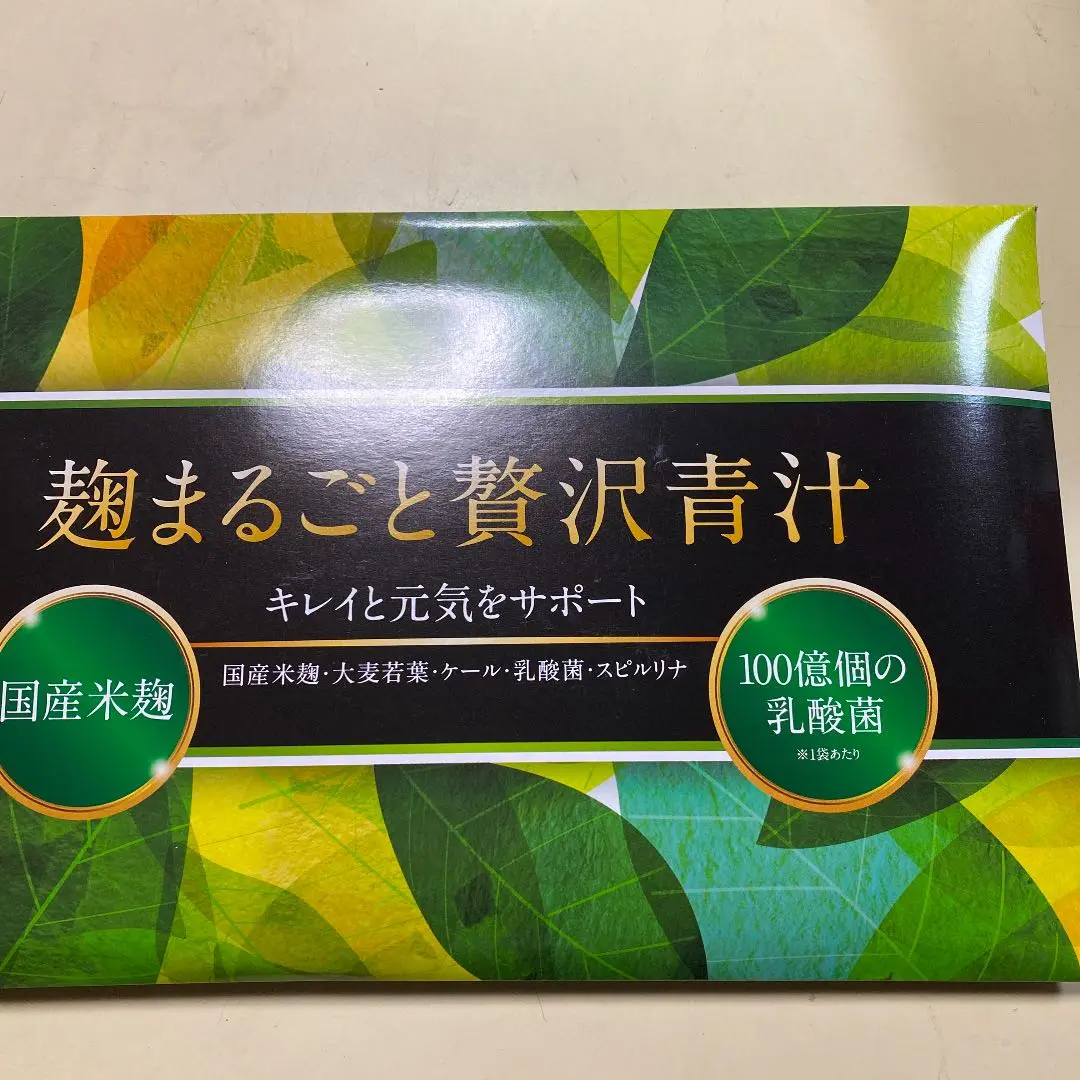 麹まるごと贅沢青汁
キレイと元気をサポート
国産米麹・大麦若葉・ケール・乳酸菌・スピルリナ
国産米麹
100億個の
乳酸菌
※1袋あたり